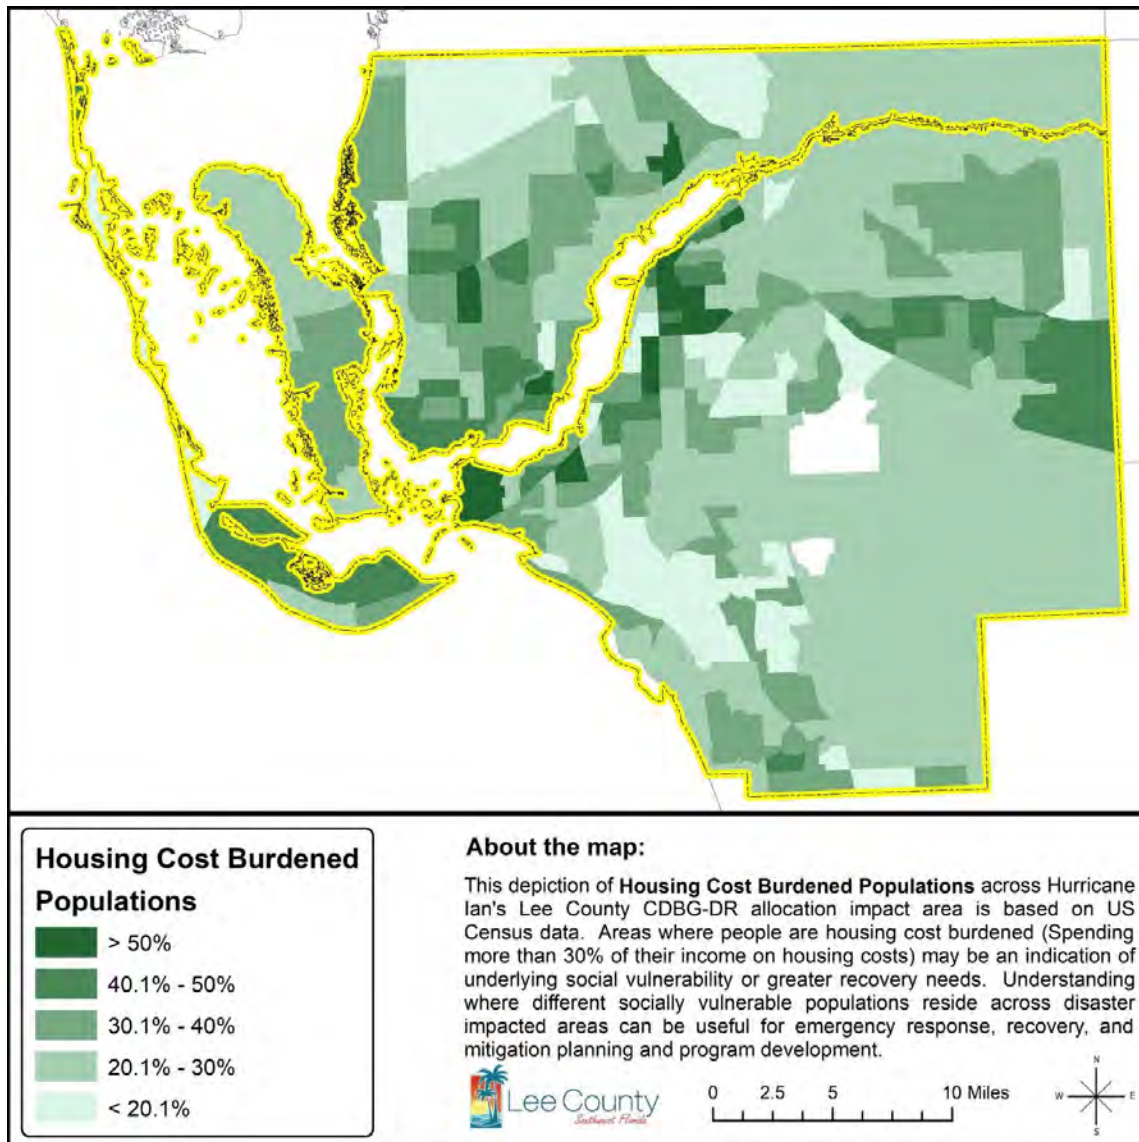 Housing Cost Burdened
Populations
> 50%
40.1% - 50%
30.1% - 40%
20.1% - 30%
< 20.1%
About the map:
This depiction of Housing Cost Burdened Populations across Hurricane
Ian's Lee County CDBG-DR allocation impact area is based on US
Census data. Areas where people are housing cost burdened (Spending
more than 30% of their income on housing costs) may be an indication of
underlying social vulnerability or greater recovery needs. Understanding
where different socially vulnerable populations reside across disaster
impacted areas can be useful for emergency response, recovery, and
mitigation planning and program development.
Lee County
Southwest Florida
0 2.5 5 10 Miles
N
W E
S